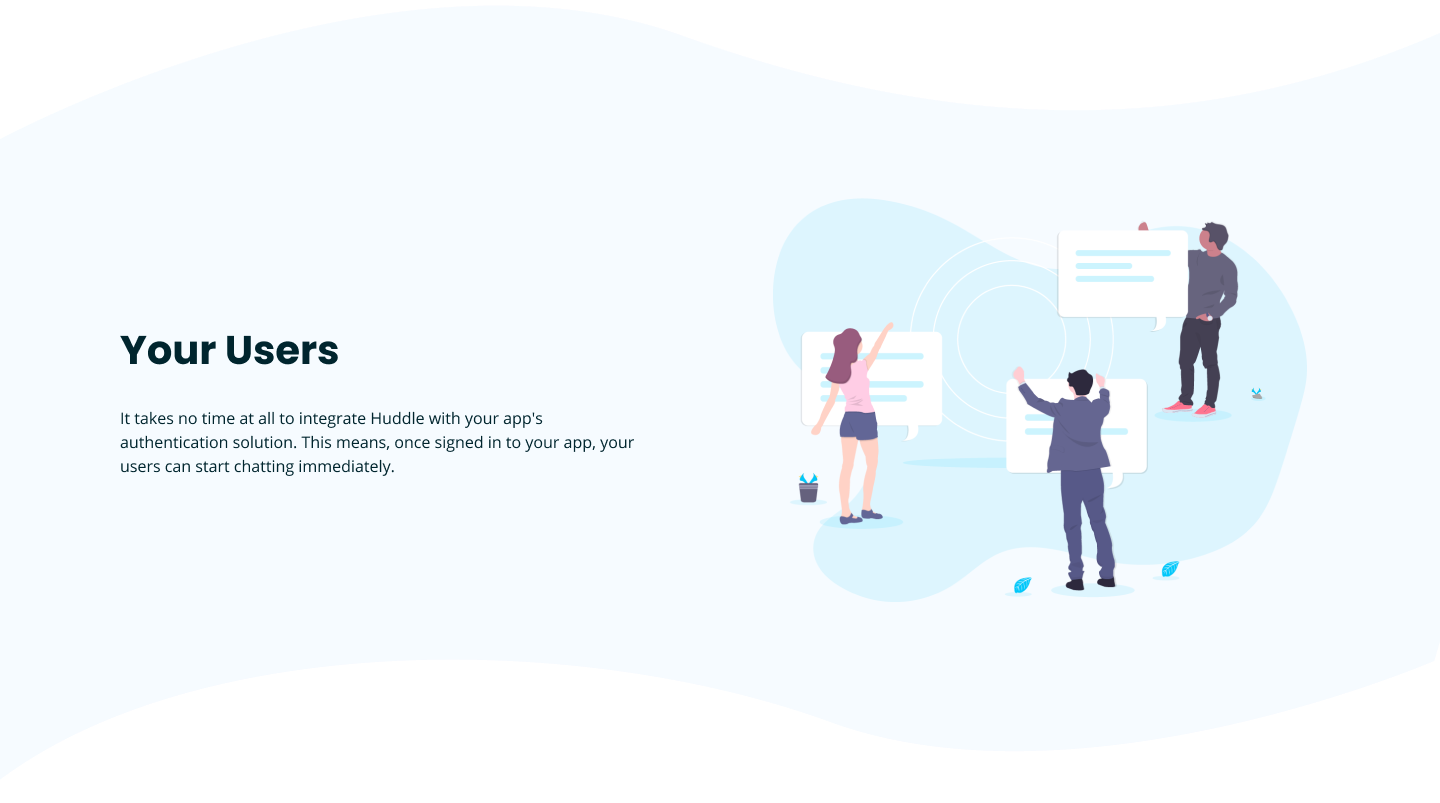 Your Users
It takes no time at all to integrate Huddle with your app's
authentication solution. This means, once signed in to your app, your
users can start chatting immediately.